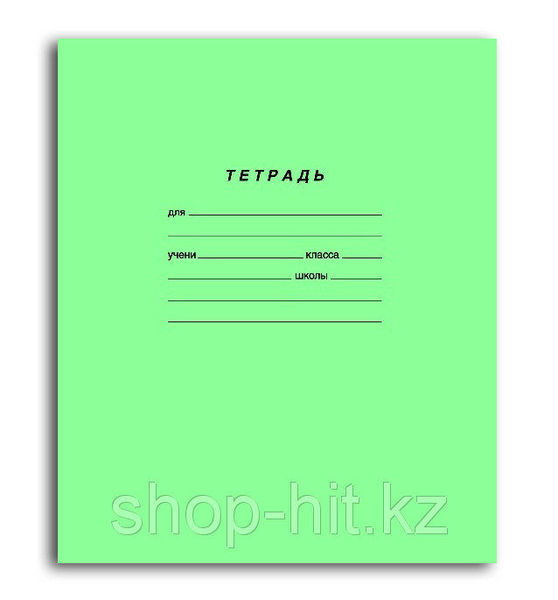 ТЕТРАДЬ
для
учени класса
школы
shop-hit.kz